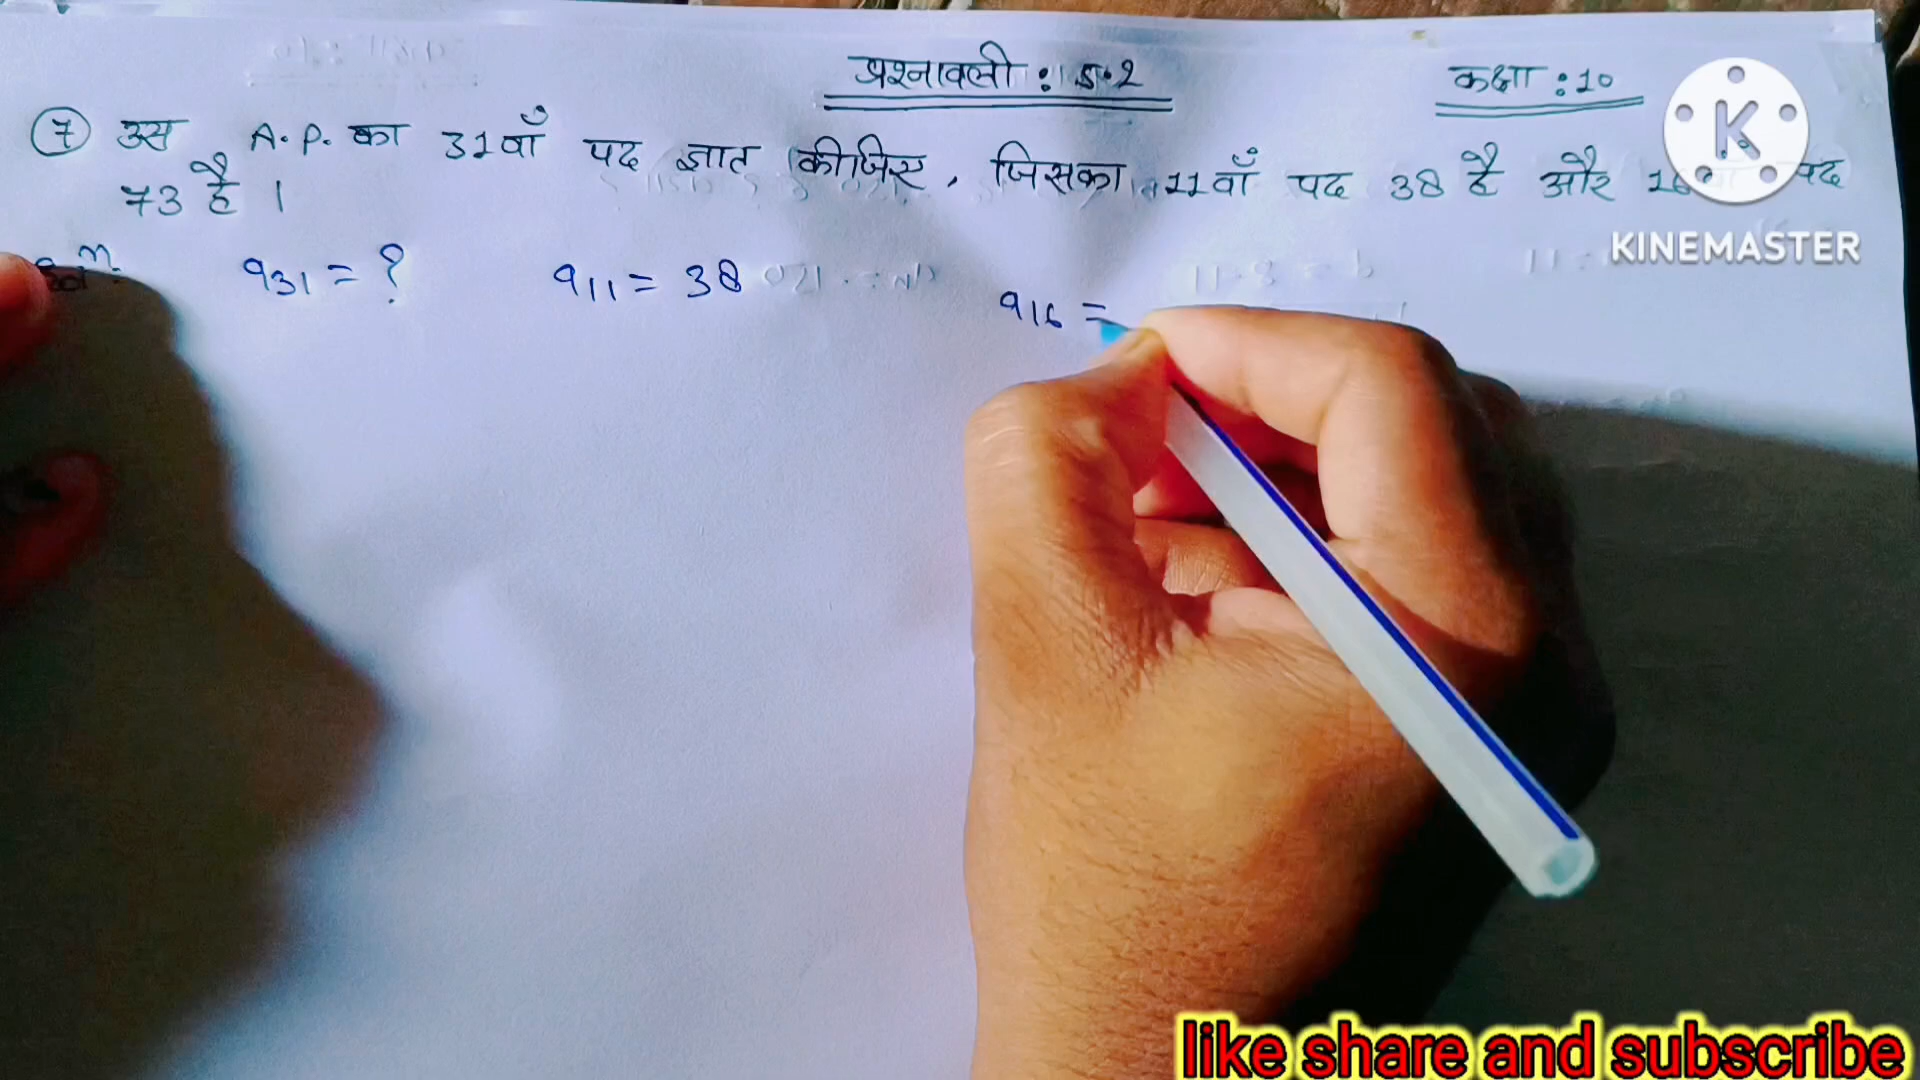 प्रश्नावली : 5.2
कक्षा : 10
7 उस A.P. का 31वाँ पद ज्ञात कीजिए, जिसका 11वाँ पद 38 है और 16 पद
73 है ।
a31 = ? a11 = 38 a16 =
K
KINEMASTER
like share and subscribe